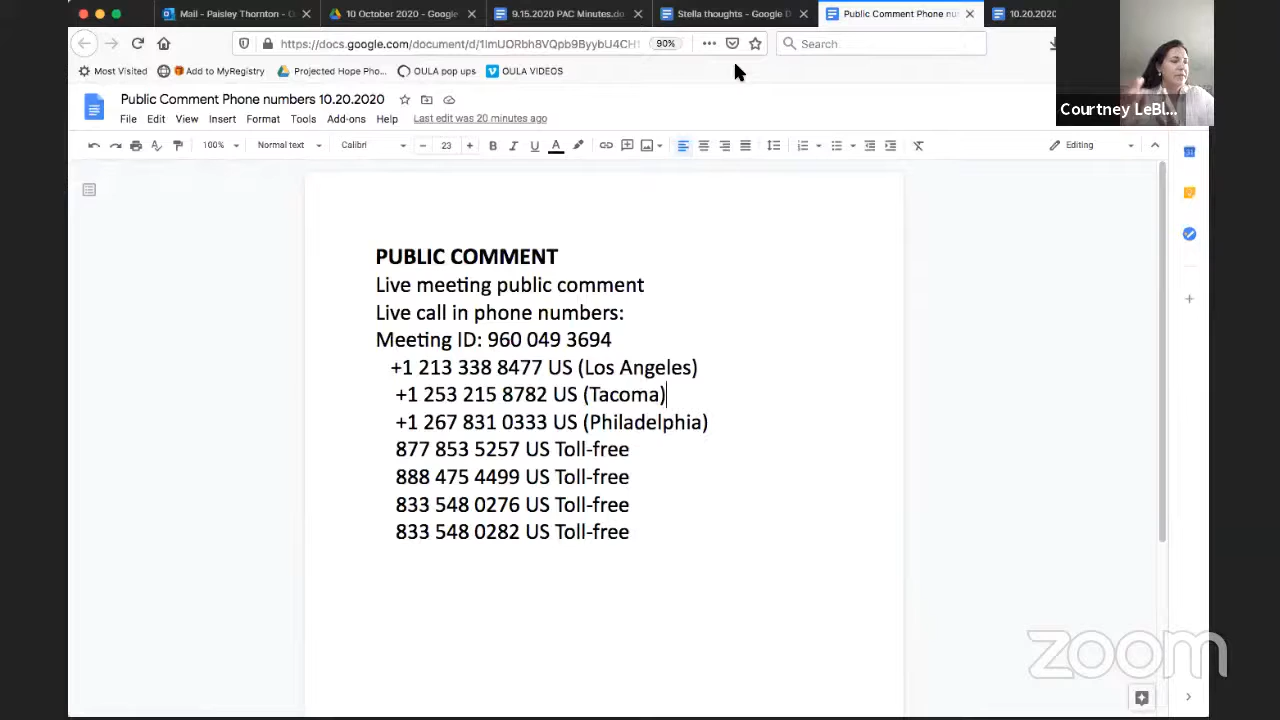 Mail - Paisley Thornton - O
10 October 2020 - Google
9.15.2020 PAC Minutes.do
Stella thoughts - Google D
Public Comment Phone nu
10.20.2020
https://docs.google.com/document/d/1
90%
Search
Most Visited
Add to MyRegistry
Projected Hope Pho...
OULA pop ups
OULA VIDEOS
Courtney LeBl...
Public Comment Phone numbers 10.20.2020
File Edit View Insert Format Tools Add-ons Help Last edit was 20 minutes ago
100% Normal text Calibri 23 Editing
PUBLIC COMMENT
Live meeting public comment
Live call in phone numbers:
Meeting ID: 960 049 3694
+1 213 338 8477 US (Los Angeles)
+1 253 215 8782 US (Tacoma)
+1 267 831 0333 US (Philadelphia)
877 853 5257 US Toll-free
888 475 4499 US Toll-free
833 548 0276 US Toll-free
833 548 0282 US Toll-free
zoom